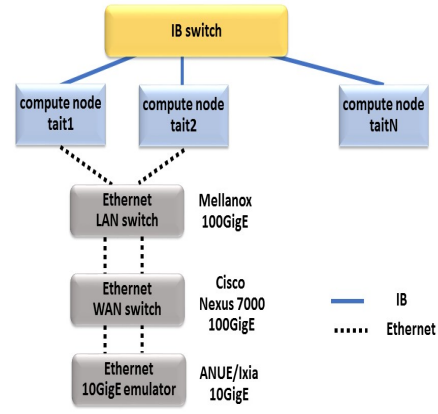 IB switch
compute node
tait1
compute node
tait2
compute node
taitN
Ethernet
LAN switch
Mellanox
100GigE
Ethernet
WAN switch
Cisco
Nexus 7000
100GigE
IB
Ethernet
Ethernet
10GigE emulator
ANUE/Ixia
10GigE